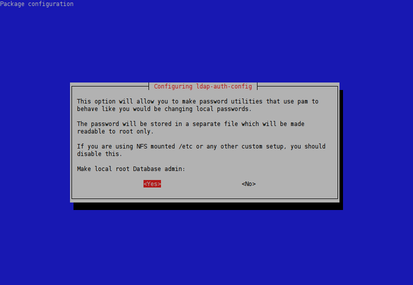 Package configuration
Configuring ldap-auth-config
This option will allow you to make password utilities that use pam to
behave like you would be changing local passwords.
The password will be stored in a separate file which will be made
readable to root only.
If you are using NFS mounted /etc or any other custom setup, you should
disable this.
Make local root Database admin:
<Yes> <No>